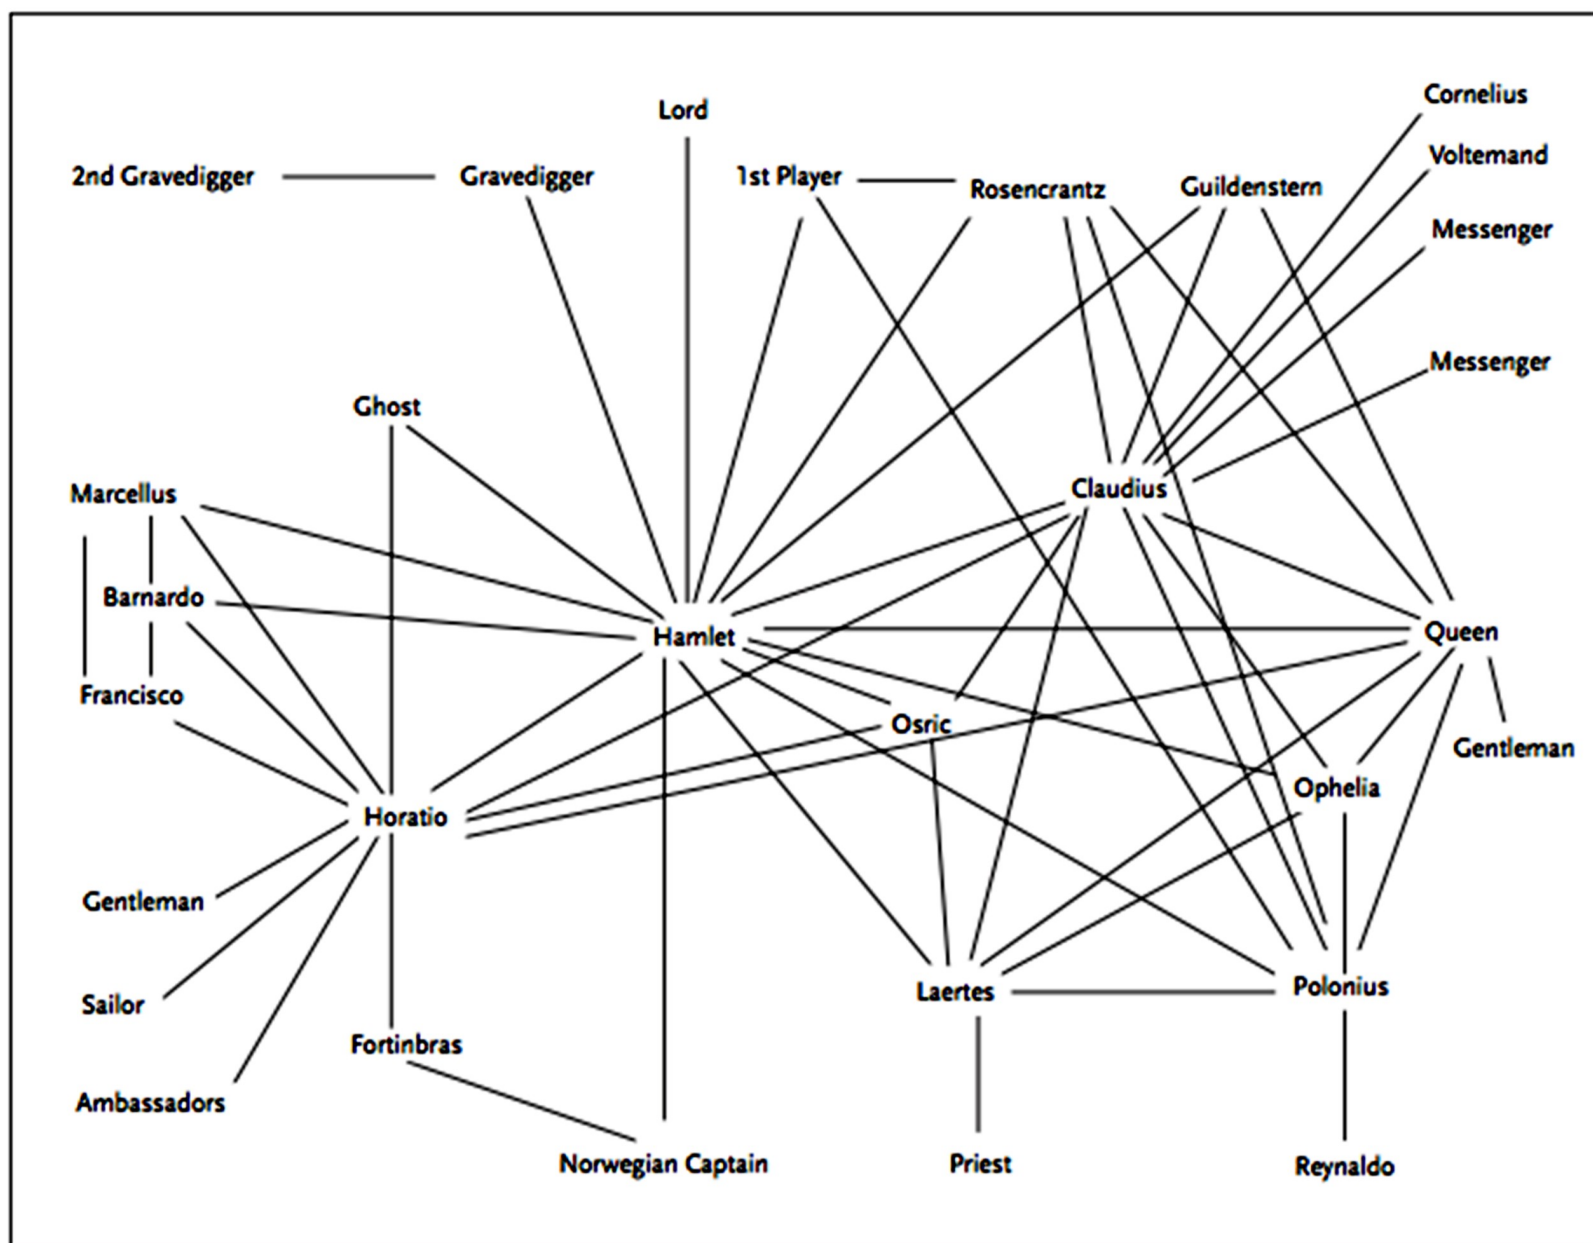 Cornelius
Lord
Voltemand
2nd Gravedigger
Gravedigger
1st Player
Rosencrantz
Guildenstern
Messenger
Messenger
Ghost
Claudius
Marcellus
Barnardo
Hamlet
Queen
Francisco
Osric
Gentleman
Ophelia
Horatio
Gentleman
Laertes
Polonius
Sailor
Fortinbras
Ambassadors
Norwegian Captain
Priest
Reynaldo